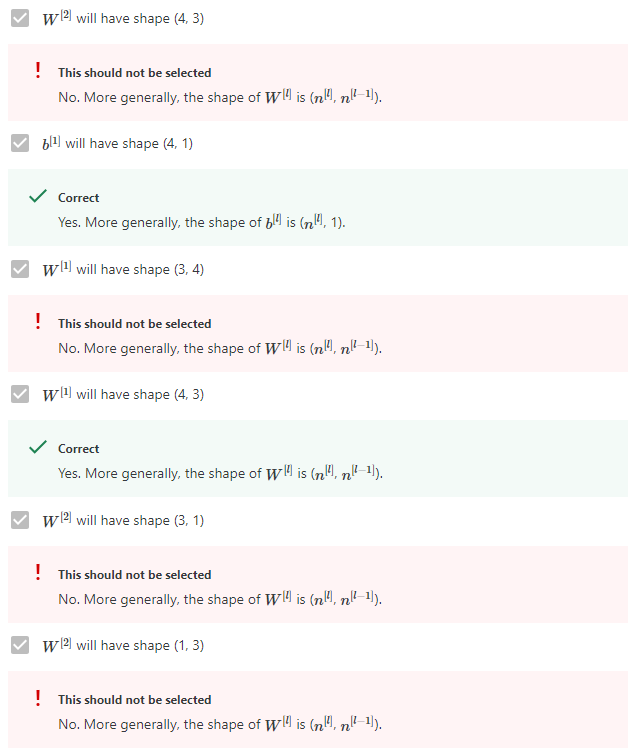 W^[2] will have shape (4, 3)
This should not be selected
No. More generally, the shape of W^[l] is (n^[l], n^[l−1]).
b^[1] will have shape (4, 1)
Correct
Yes. More generally, the shape of b^[l] is (n^[l], 1).
W^[1] will have shape (3, 4)
This should not be selected
No. More generally, the shape of W^[l] is (n^[l], n^[l−1]).
W^[1] will have shape (4, 3)
Correct
Yes. More generally, the shape of W^[l] is (n^[l], n^[l−1]).
W^[2] will have shape (3, 1)
This should not be selected
No. More generally, the shape of W^[l] is (n^[l], n^[l−1]).
W^[2] will have shape (1, 3)
This should not be selected
No. More generally, the shape of W^[l] is (n^[l], n^[l−1]).